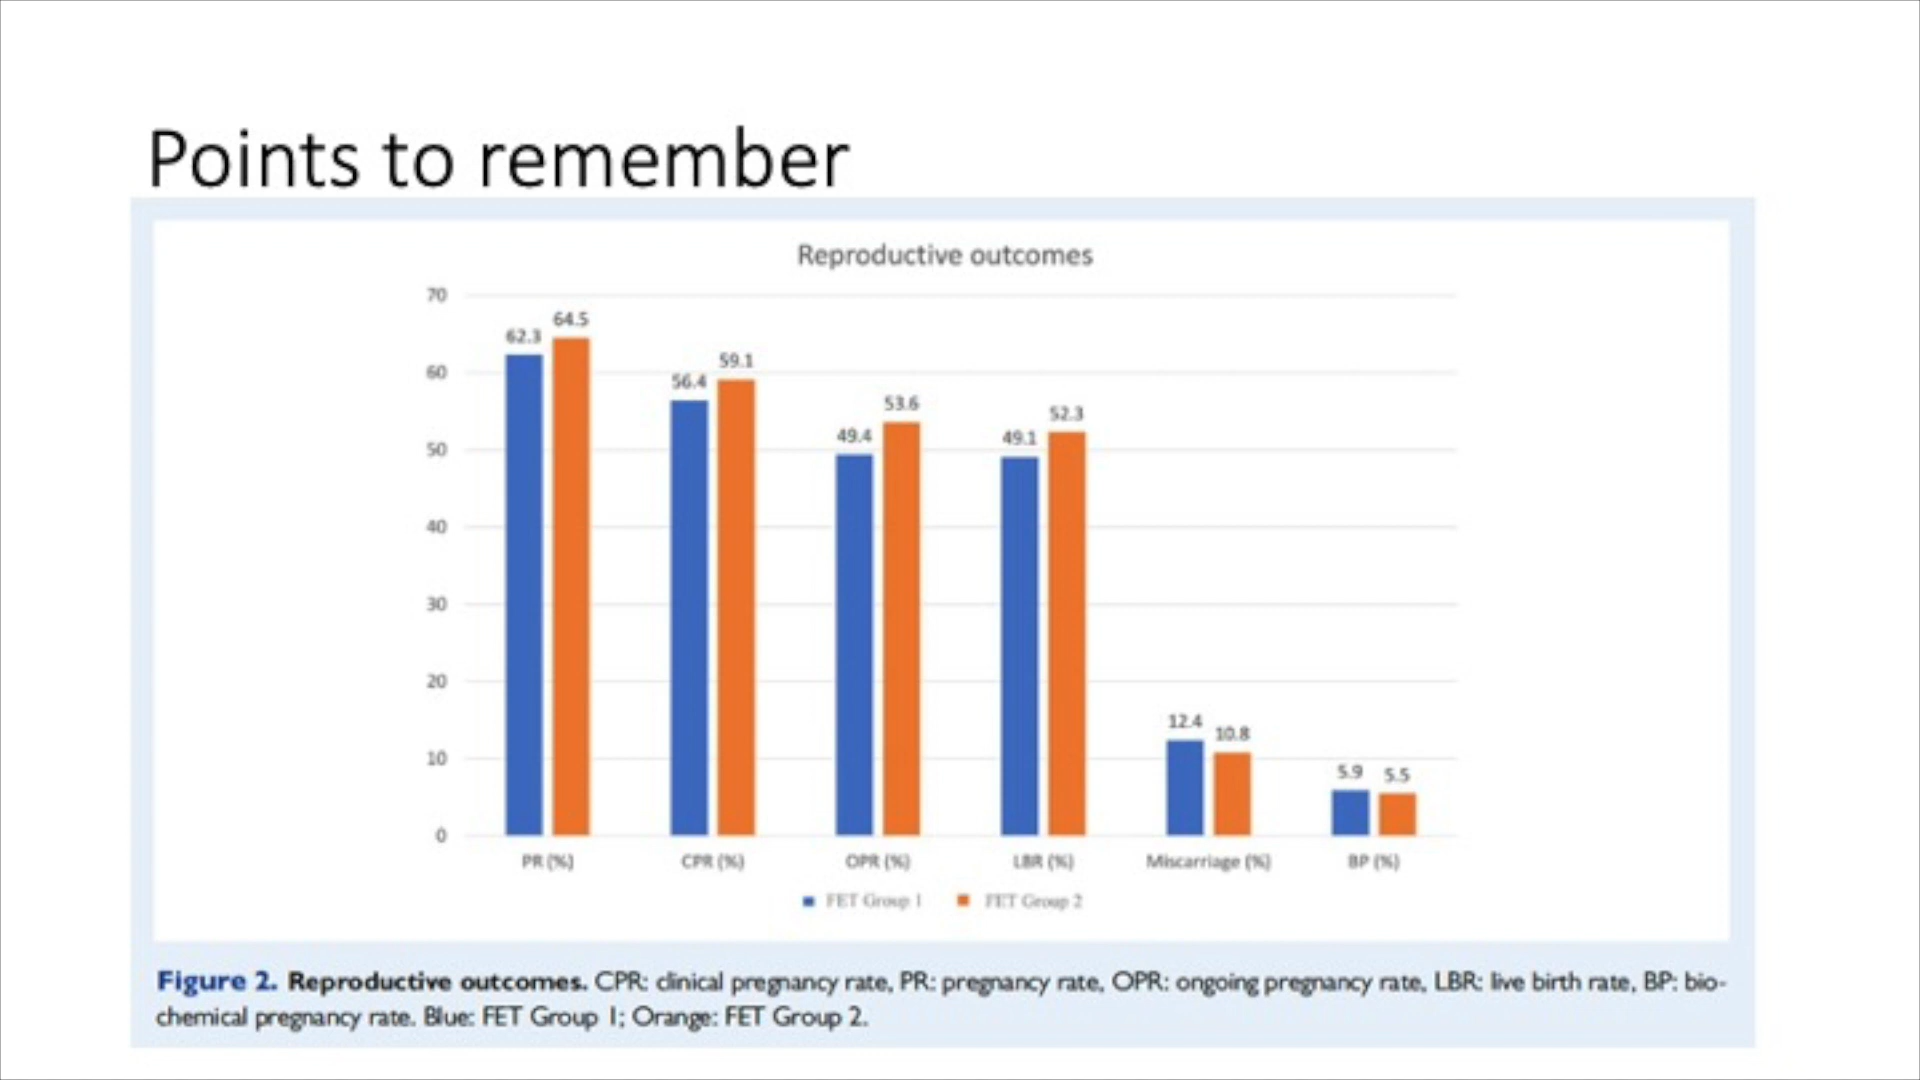 Points to remember
Reproductive outcomes
70
60
50
40
30
20
10
0
62.3 64.5
56.4 59.1
49.4 53.6
49.1 52.3
12.4 10.8
5.9 5.5
PR (%) CPR (%) OPR (%) LBR (%) Miscarriage (%) BP (%)
FET Group 1 FET Group 2
Figure 2. Reproductive outcomes. CPR: clinical pregnancy rate, PR: pregnancy rate, OPR: ongoing pregnancy rate, LBR: live birth rate, BP: bio-
chemical pregnancy rate. Blue: FET Group 1; Orange: FET Group 2.